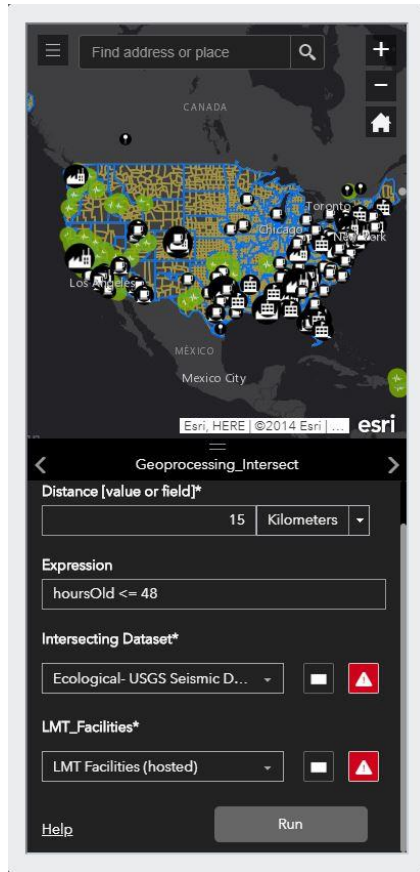 Find address or place
+
−
CANADA
Toronto
Chicago
New York
Los Angeles
MÉXICO
Mexico City
Esri, HERE | ©2014 Esri | ... esri
Geoprocessing_Intersect
Distance [value or field]*
15 Kilometers
Expression
hoursOld <= 48
Intersecting Dataset*
Ecological- USGS Seismic D...
LMT_Facilities*
LMT Facilities (hosted)
Help Run